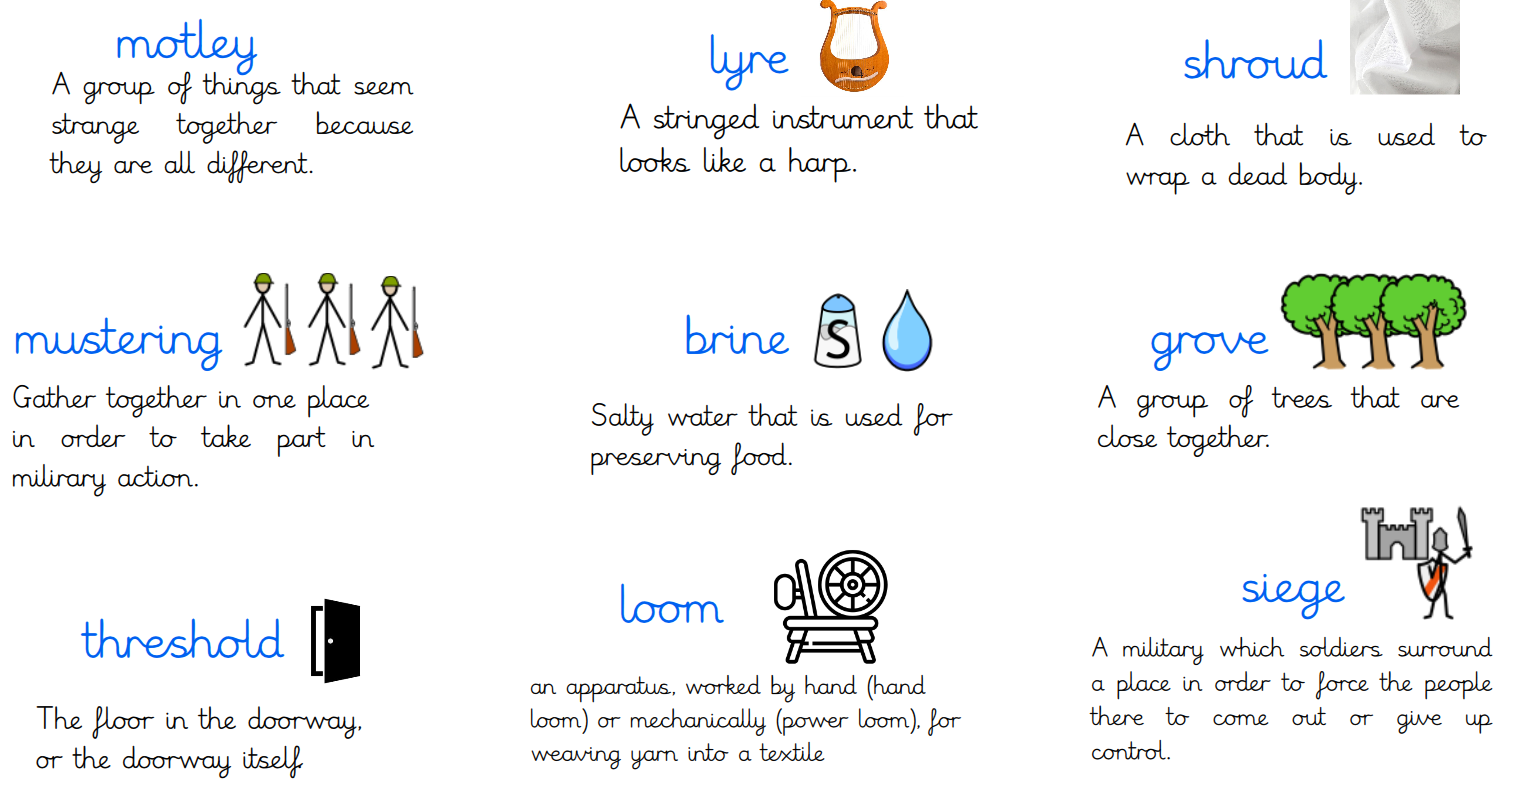 motley
A group of things that seem
strange together because
they are all different.
lyre
A stringed instrument that
looks like a harp.
shroud
A cloth that is used to
wrap a dead body.
mustering
Gather together in one place
in order to take part in
milirary action.
brine
S
Salty water that is used for
preserving food.
grove
A group of trees that are
close together.
threshold
The floor in the doorway,
or the doorway itself.
loom
an apparatus, worked by hand (hand
loom) or mechanically (power loom), for
weaving yarn into a textile
siege
A military which soldiers surround
a place in order to force the people
there to come out or give up
control.